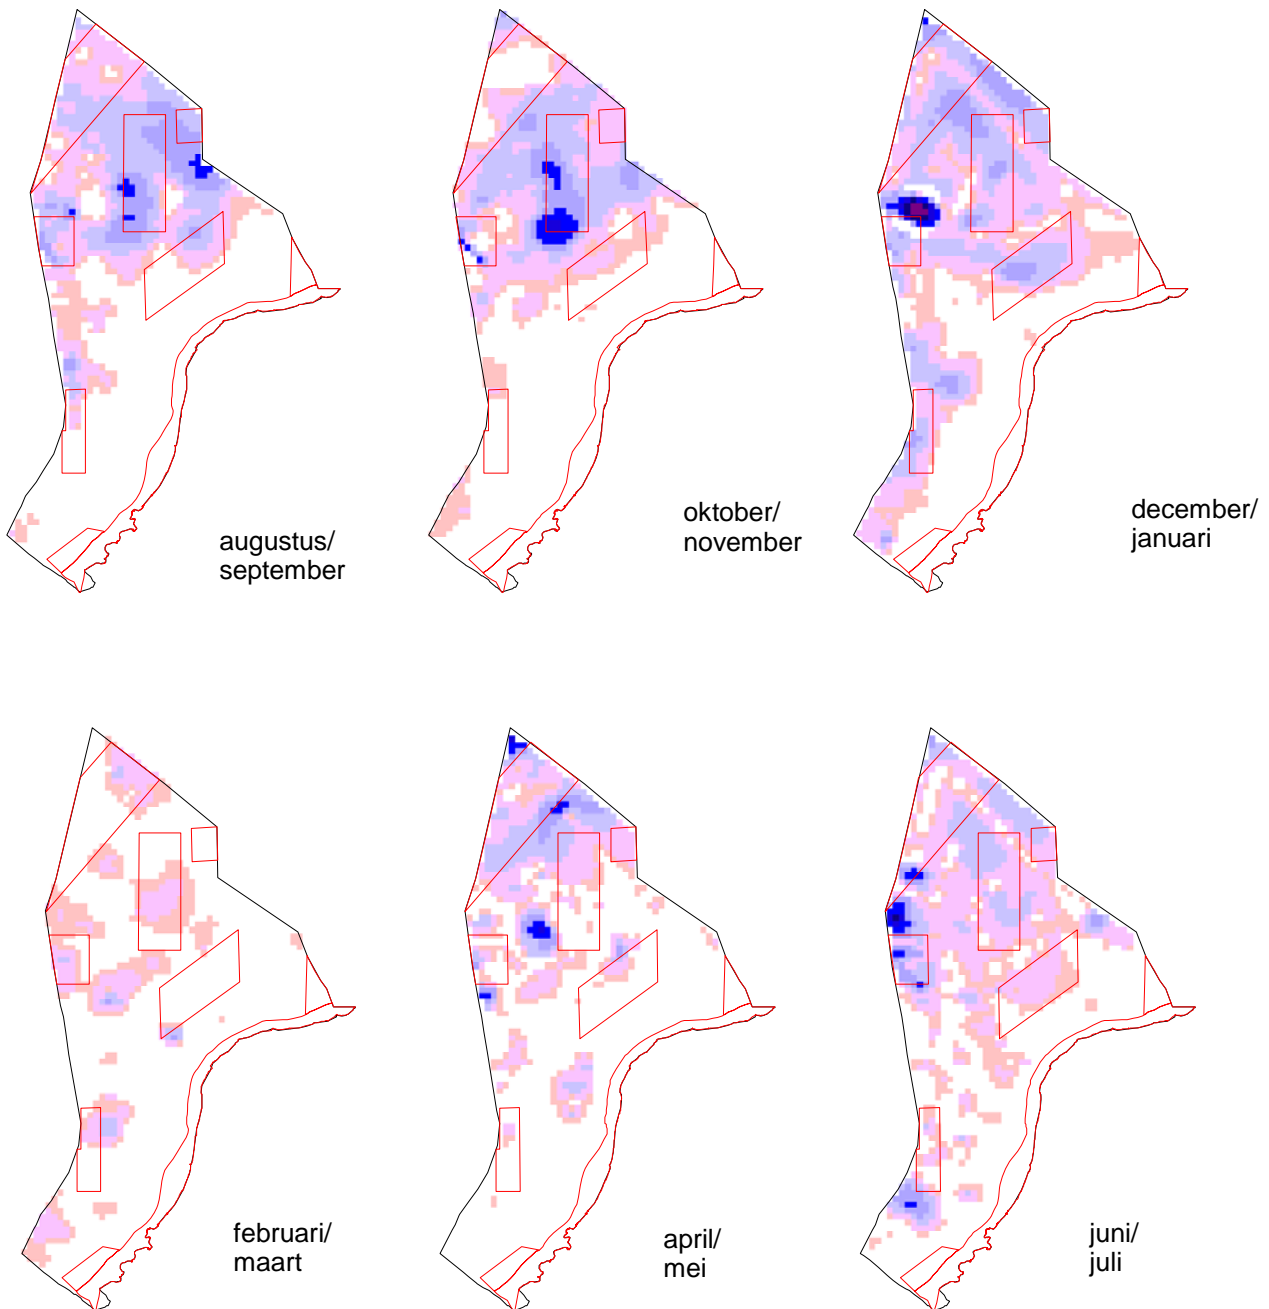 augustus/
september
oktober/
november
december/
januari
februari/
maart
april/
mei
juni/
juli